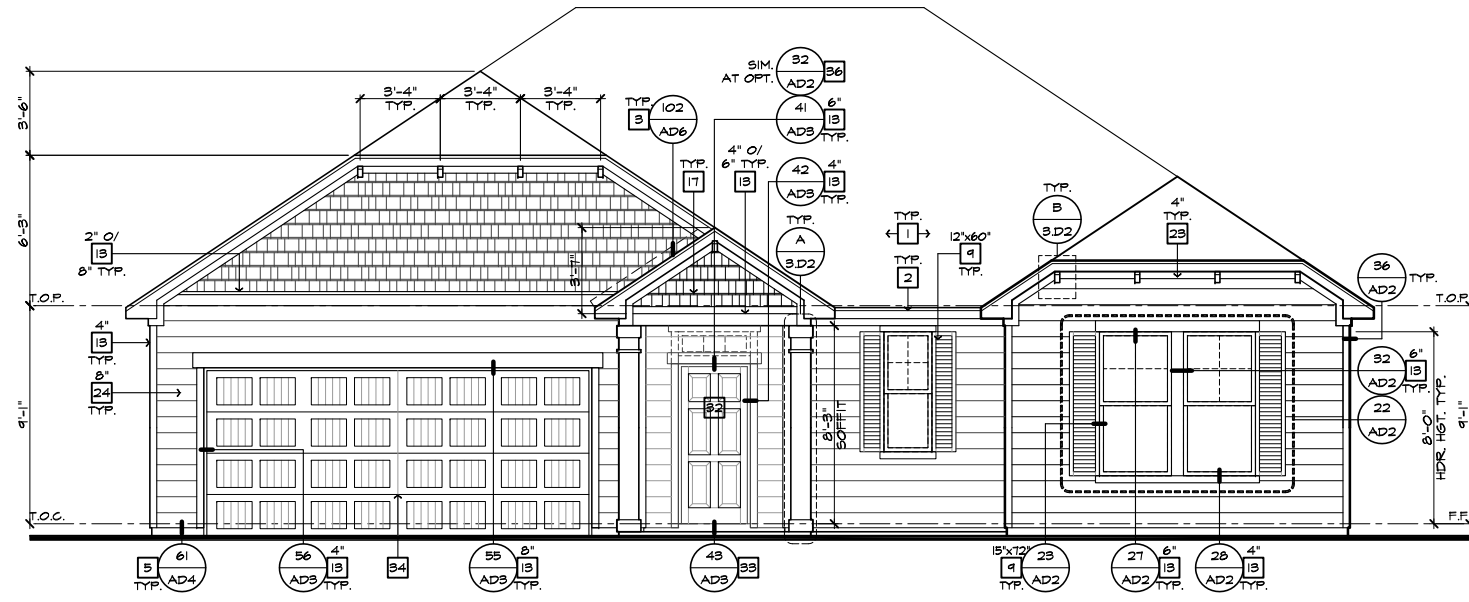 SIM.
AT OPT.
32
AD2
36
3'-6"
3'-4"
TYP.
3'-4"
TYP.
3'-4"
TYP.
TYP.
3
102
AD6
41
AD3
6"
13
TYP.
4" O/
6" TYP.
13
TYP.
17
42
AD3
4"
13
TYP.
TYP.
A
3.D2
TYP.
1
TYP.
2
12"x60"
9
TYP.
TYP.
B
3.D2
4"
TYP.
23
6'-3"
2" O/
13
8" TYP.
3'-7"
36
AD2
TYP.
T.O.P.
T.O.P.
4"
13
TYP.
8"
24
TYP.
9'-1"
32
8'-3"
SOFFIT
32
AD2
6"
13
TYP.
22
AD2
8'-0"
HDR. HGT. TYP.
9'-1"
T.O.C.
F.F.
5
TYP.
61
AD4
56
AD3
4"
13
TYP.
34
55
AD3
8"
13
TYP.
43
AD3
33
15"x72"
9
TYP.
23
AD2
27
AD2
6"
13
TYP.
28
AD2
4"
13
TYP.